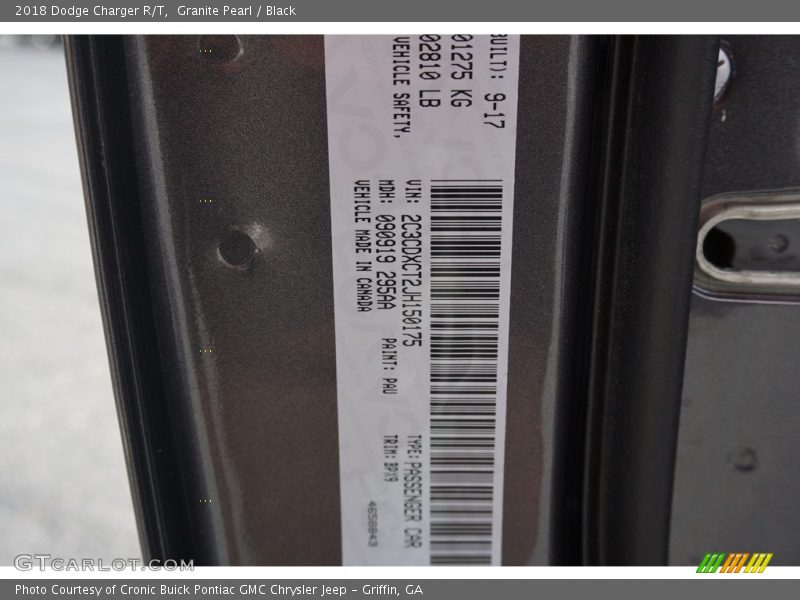 2018 Dodge Charger R/T,  Granite Pearl / Black
BUILT): 9-17
01275 KG
02810 LB
VEHICLE SAFETY,
VIN: 2C3CDXCT2JH150175
TYPE: PASSENGER CAR
MDH: 090919 295AA
PAINT: PAU
TRIM: BPX9
VEHICLE MADE IN CANADA
4658843
GTCarLot.com
Photo Courtesy of Cronic Buick Pontiac GMC Chrysler Jeep – Griffin, GA